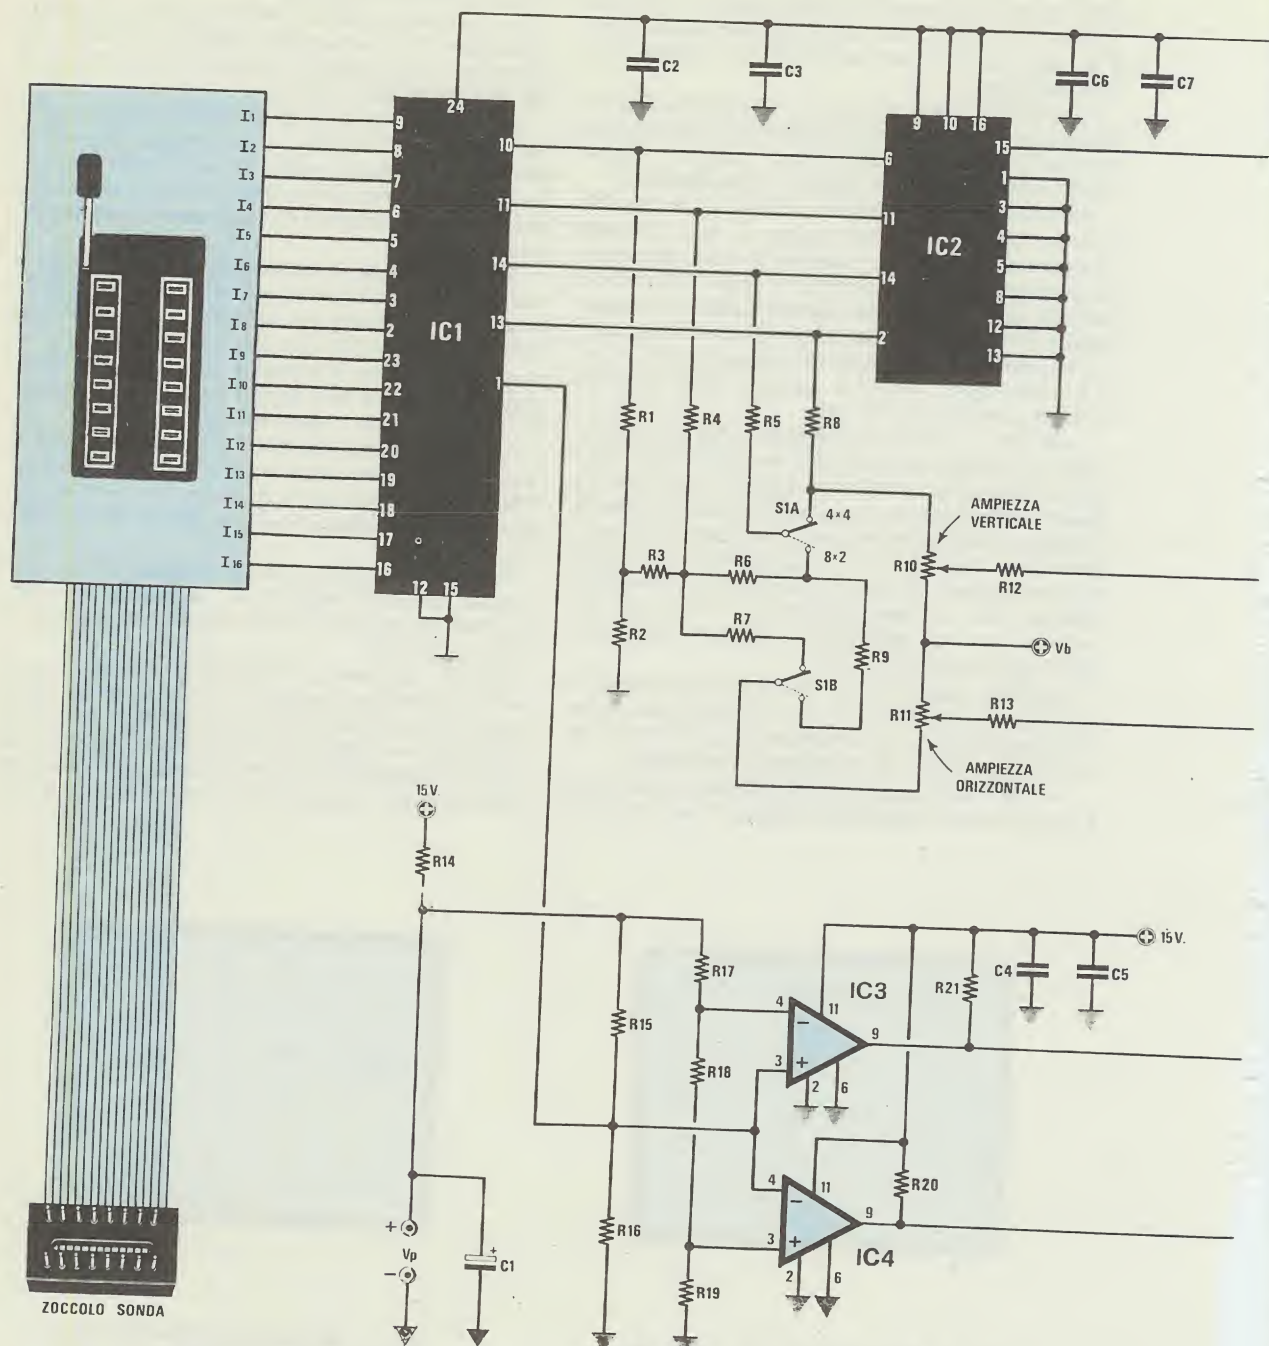 C2
C3
C6
C7
I1
I2
I3
I4
I5
I6
I7
I8
I9
I10
I11
I12
I13
I14
I15
I16
24
9
8
7
6
5
4
3
2
23
22
21
20
19
18
17
16
12 15
IC1
10
11
14
13
1
9 10 16
6
11
14
2
IC2
15
1
3
4
5
8
12
13
R1
R4
R5
R8
S1A
4×4
8×2
AMPIEZZA
VERTICALE
R3
R6
R10
R12
R2
R7
R9
Vb
S1B
R11
R13
AMPIEZZA
ORIZZONTALE
15V.
R14
R17
R15
R18
IC3
4
11
9
3
2
6
−
+
R21
C4
C5
15V.
4
11
9
3
2
6
−
+
R20
IC4
R16
R19
+
Vp
−
+
C1
ZOCCOLO SONDA